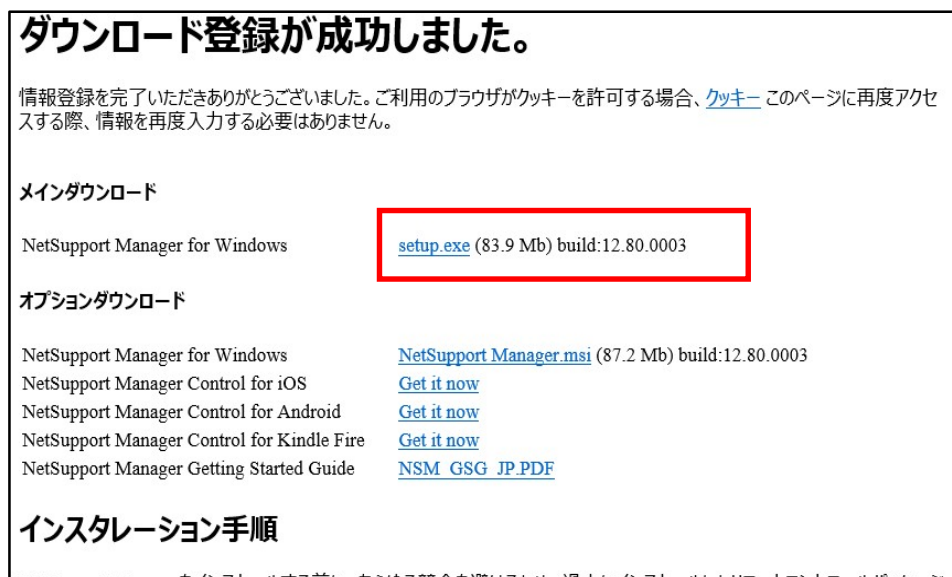 ダウンロード登録が成功しました。
情報登録を完了いただきありがとうございました。ご利用のブラウザがクッキーを許可する場合、クッキー このページに再度アクセ
スする際、情報を再度入力する必要はありません。
メインダウンロード
NetSupport Manager for Windows setup.exe (83.9 Mb) build:12.80.0003
オプションダウンロード
NetSupport Manager for Windows NetSupport Manager.msi (87.2 Mb) build:12.80.0003
NetSupport Manager Control for iOS Get it now
NetSupport Manager Control for Android Get it now
NetSupport Manager Control for Kindle Fire Get it now
NetSupport Manager Getting Started Guide NSM_GSG_JP.PDF
インスタレーション手順